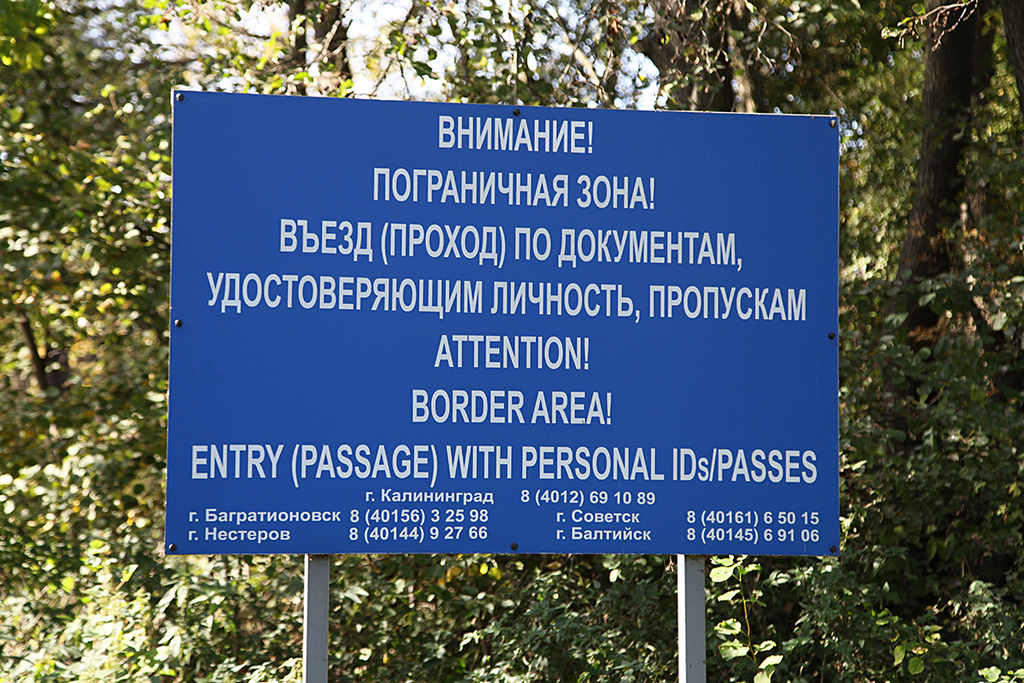 ВНИМАНИЕ!
ПОГРАНИЧНАЯ ЗОНА!
ВЪЕЗД (ПРОХОД) ПО ДОКУМЕНТАМ,
УДОСТОВЕРЯЮЩИМ ЛИЧНОСТЬ, ПРОПУСКАМ
ATTENTION!
BORDER AREA!
ENTRY (PASSAGE) WITH PERSONAL IDs/PASSES
г. Калининград 8 (4012) 69 10 89
г. Багратионовск 8 (40156) 3 25 98 г. Советск 8 (40161) 6 50 15
г. Нестеров 8 (40144) 9 27 66 г. Балтийск 8 (40145) 6 91 06